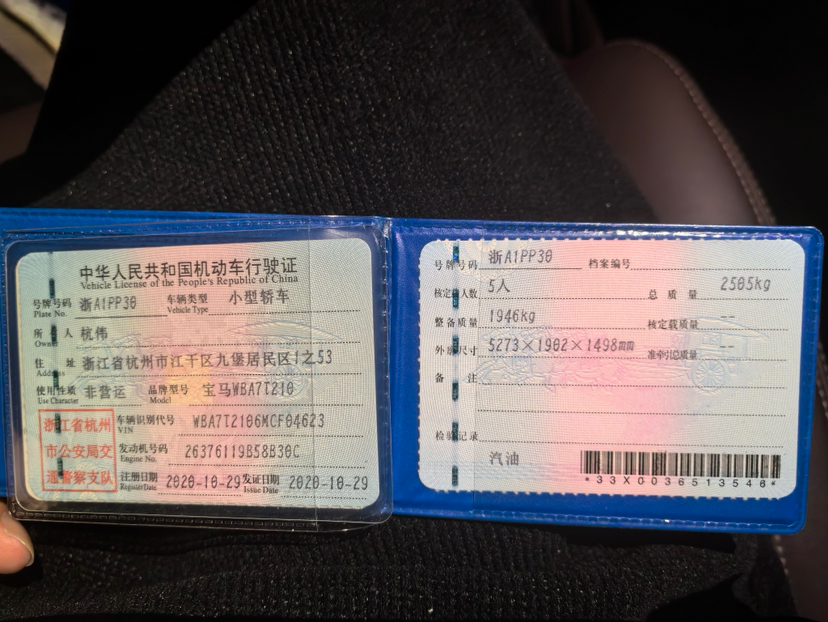 中华人民共和国机动车行驶证
Vehicle License of the People's Republic of China
号牌号码 浙A1PP30 车辆类型 小型轿车
Plate No. Vehicle Type
所 人 杭伟
Owner
住 址 浙江省杭州市江干区九堡居民区1之53
Address
使用性质 非营运 品牌型号 宝马WBA7T210
Use Character Model
浙江省杭州
市公安局交
通警察支队
车辆识别代号 WBA7T2106MCF04623
VIN
发动机号码 26376119B58B30C
Engine No.
注册日期 2020-10-29 发证日期 2020-10-29
Register Date Issue Date
号牌号码 浙A1PP30 档案编号
核定载人数 5人 总质量 2505kg
整备质量 1946kg 核定载质量 --
外廓尺寸 5273×1902×1498mm 准牵引总质量 --
备 注
检验记录
汽油
*33X0036513546*